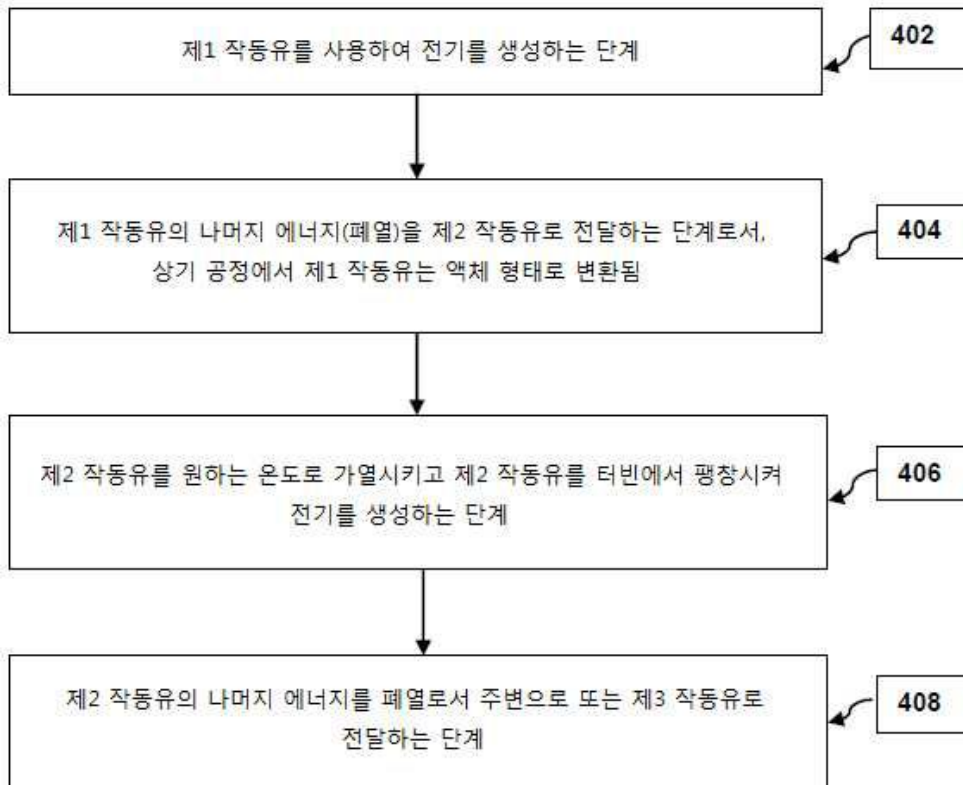 제1 작동유를 사용하여 전기를 생성하는 단계
402
제1 작동유의 나머지 에너지(폐열)을 제2 작동유로 전달하는 단계로서,
상기 공정에서 제1 작동유는 액체 형태로 변환됨
404
제2 작동유를 원하는 온도로 가열시키고 제2 작동유를 터빈에서 팽창시켜
전기를 생성하는 단계
406
제2 작동유의 나머지 에너지를 폐열로서 주변으로 또는 제3 작동유로
전달하는 단계
408